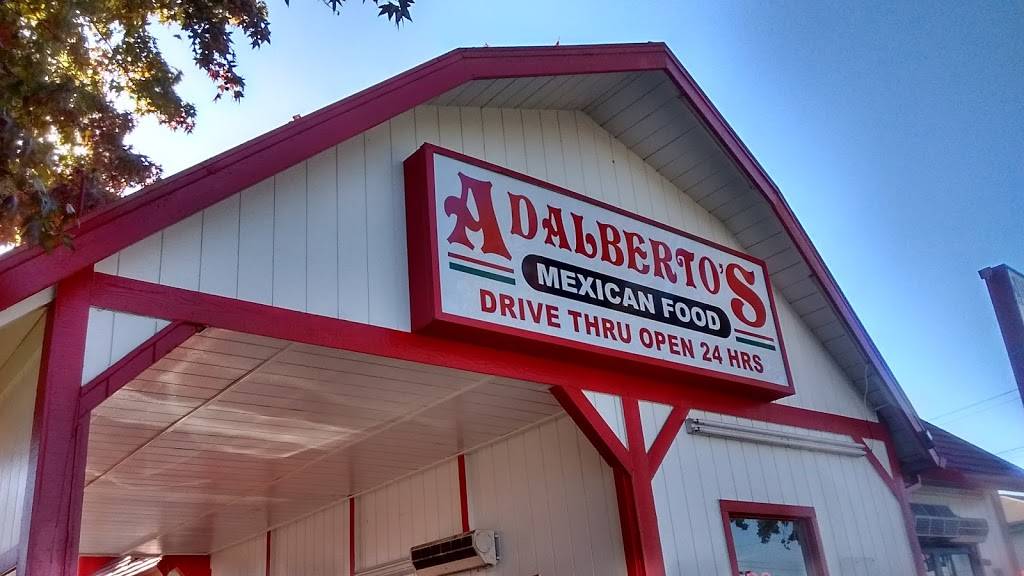 ADALBERTO'S
MEXICAN FOOD
DRIVE THRU OPEN 24 HRS